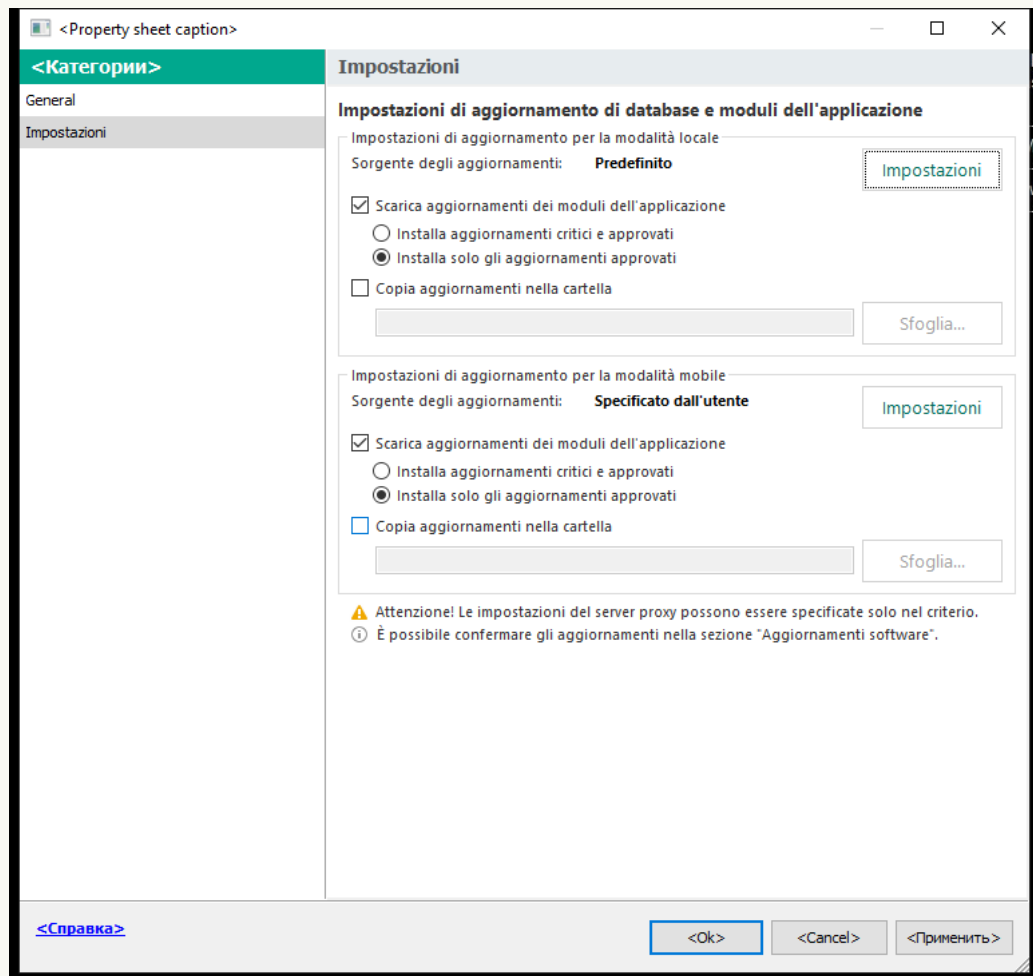 <Property sheet caption>
<Категории>
General
Impostazioni
Impostazioni
Impostazioni di aggiornamento di database e moduli dell'applicazione
Impostazioni di aggiornamento per la modalità locale
Sorgente degli aggiornamenti: Predefinito
Impostazioni
Scarica aggiornamenti dei moduli dell'applicazione
Installa aggiornamenti critici e approvati
Installa solo gli aggiornamenti approvati
Copia aggiornamenti nella cartella
Sfoglia...
Impostazioni di aggiornamento per la modalità mobile
Sorgente degli aggiornamenti: Specificato dall'utente
Impostazioni
Scarica aggiornamenti dei moduli dell'applicazione
Installa aggiornamenti critici e approvati
Installa solo gli aggiornamenti approvati
Copia aggiornamenti nella cartella
Sfoglia...
Attenzione! Le impostazioni del server proxy possono essere specificate solo nel criterio.
È possibile confermare gli aggiornamenti nella sezione "Aggiornamenti software".
<Справка>
<Ok> <Cancel> <Применить>